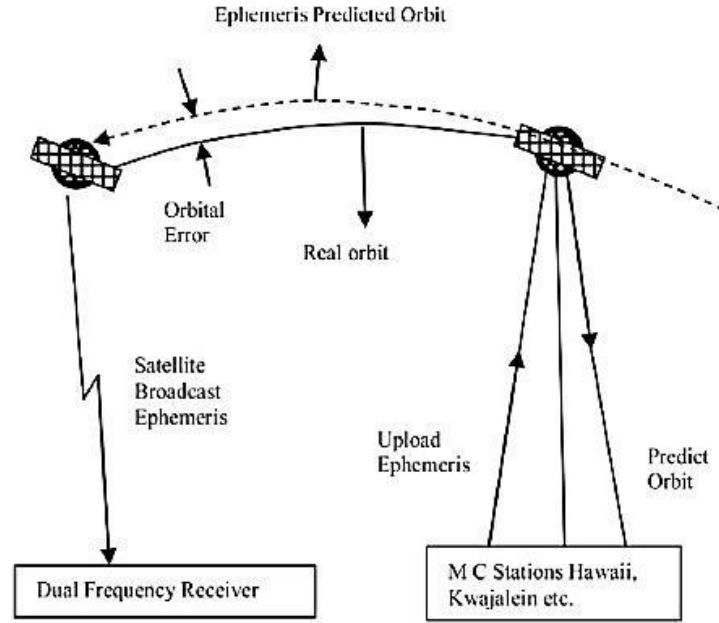 Ephemeris Predicted Orbit
Orbital
Error
Real orbit
Satellite
Broadcast
Ephemeris
Upload
Ephemeris
Predict
Orbit
Dual Frequency Receiver
M C Stations Hawaii,
Kwajalein etc.